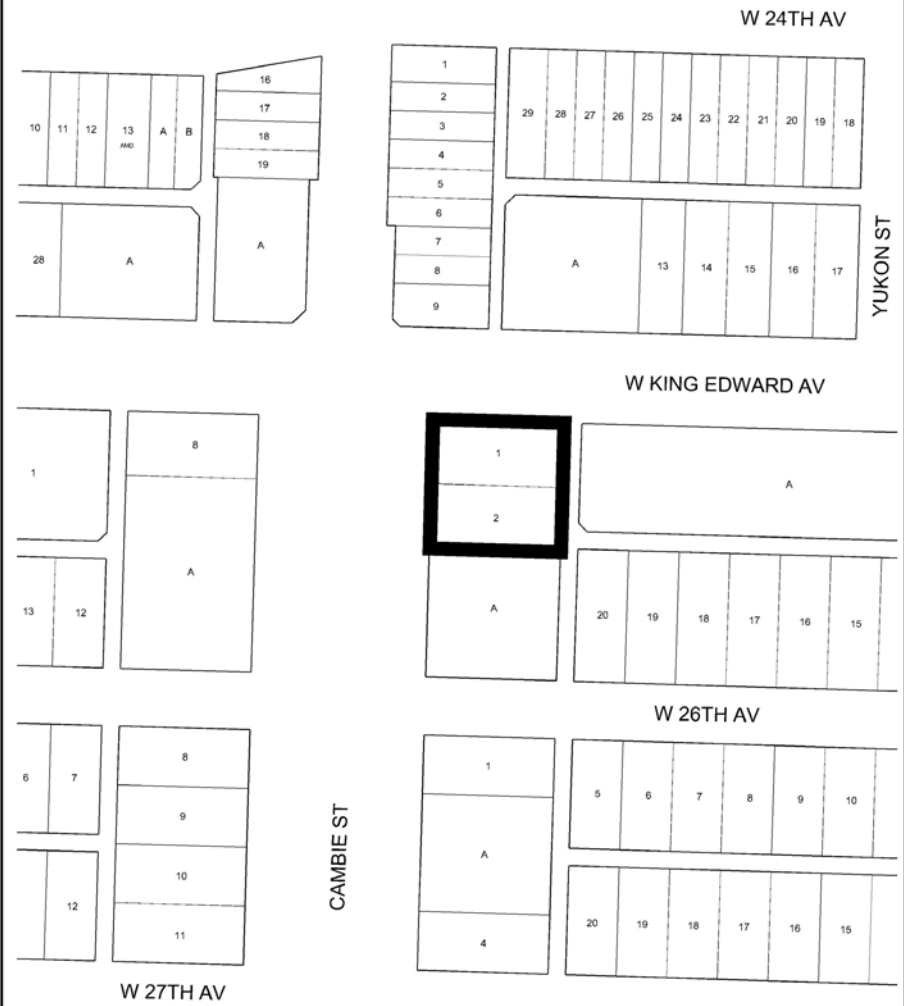 W 24TH AV
10 11 12 13 A B
AMD.
16
17
18
19
1
2
3
4
5
6
7
8
9
29 28 27 26 25 24 23 22 21 20 19 18
28 A
A
A 13 14 15 16 17
YUKON ST
W KING EDWARD AV
1
8
A
13 12
1
2
A
A
20 19 18 17 16 15
W 26TH AV
6 7
12
8
9
10
11
CAMBIE ST
1
A
4
5 6 7 8 9 10
20 19 18 17 16 15
W 27TH AV